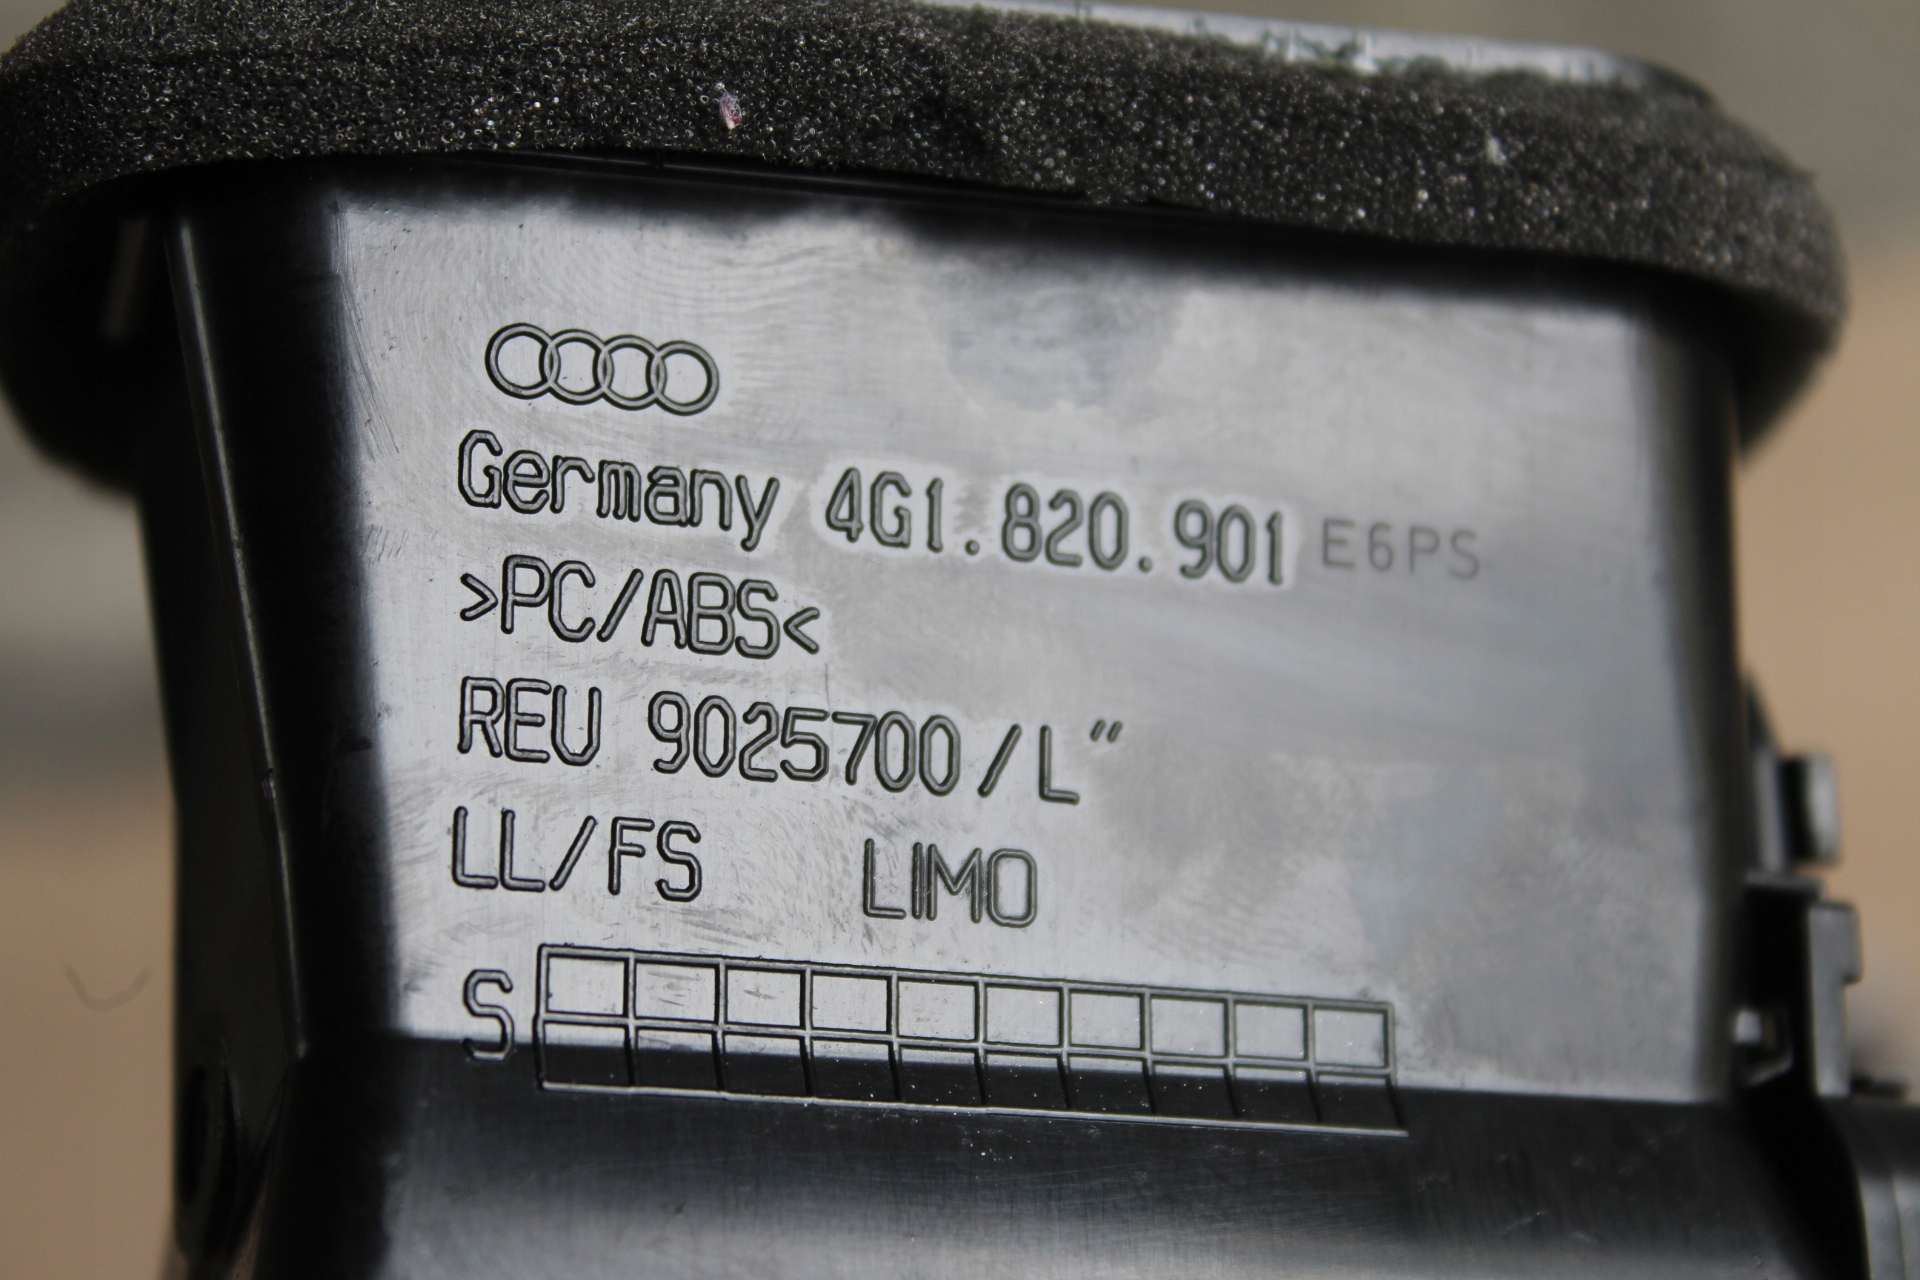 Germany 4G1.820.901 E6PS
>PC/ABS<
REU 9025700/L"
LL/FS LIMO
S